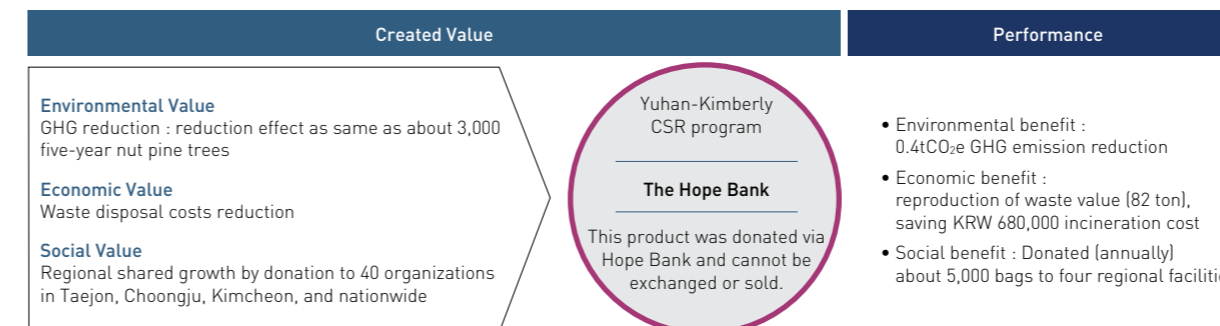 Created Value
Performance
Environmental Value
GHG reduction : reduction effect as same as about 3,000
five-year nut pine trees
Economic Value
Waste disposal costs reduction
Social Value
Regional shared growth by donation to 40 organizations
in Taejon, Choongju, Kimcheon, and nationwide
Yuhan-Kimberly
CSR program
The Hope Bank
This product was donated via
Hope Bank and cannot be
exchanged or sold.
• Environmental benefit :
0.4tCO₂e GHG emission reduction
• Economic benefit :
reproduction of waste value (82 ton),
saving KRW 680,000 incineration cost
• Social benefit : Donated (annually)
about 5,000 bags to four regional